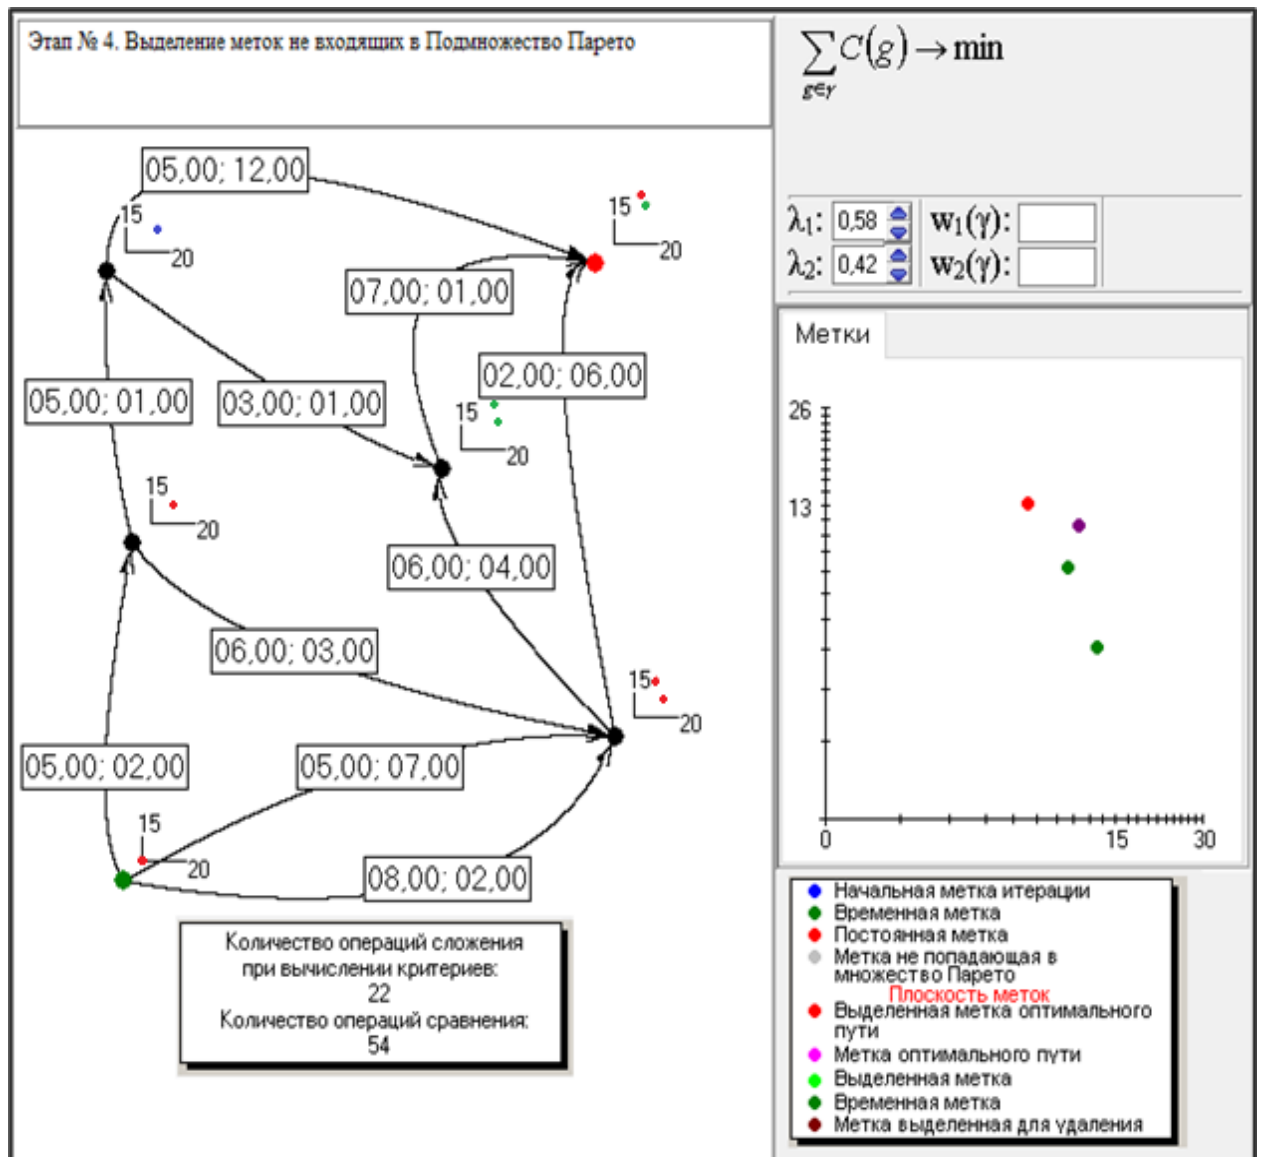 Этап № 4. Выделение меток не входящих в Подмножество Парето
∑ C(g) → min
g∈γ
λ₁: 0,58 w₁(γ):
λ₂: 0,42 w₂(γ):
05,00; 12,00
15
20
15
20
07,00; 01,00
02,00; 06,00
05,00; 01,00
03,00; 01,00
15
20
15
20
06,00; 04,00
06,00; 03,00
15
20
05,00; 02,00
05,00; 07,00
15
20
08,00; 02,00
Количество операций сложения
при вычислении критериев:
22
Количество операций сравнения:
54
Метки
26
13
0
15
30
Начальная метка итерации
Временная метка
Постоянная метка
Метка не попадающая в
множество Парето
Плоскость меток
Выделенная метка оптимального
пути
Метка оптимального пути
Выделенная метка
Временная метка
Метка выделенная для удаления